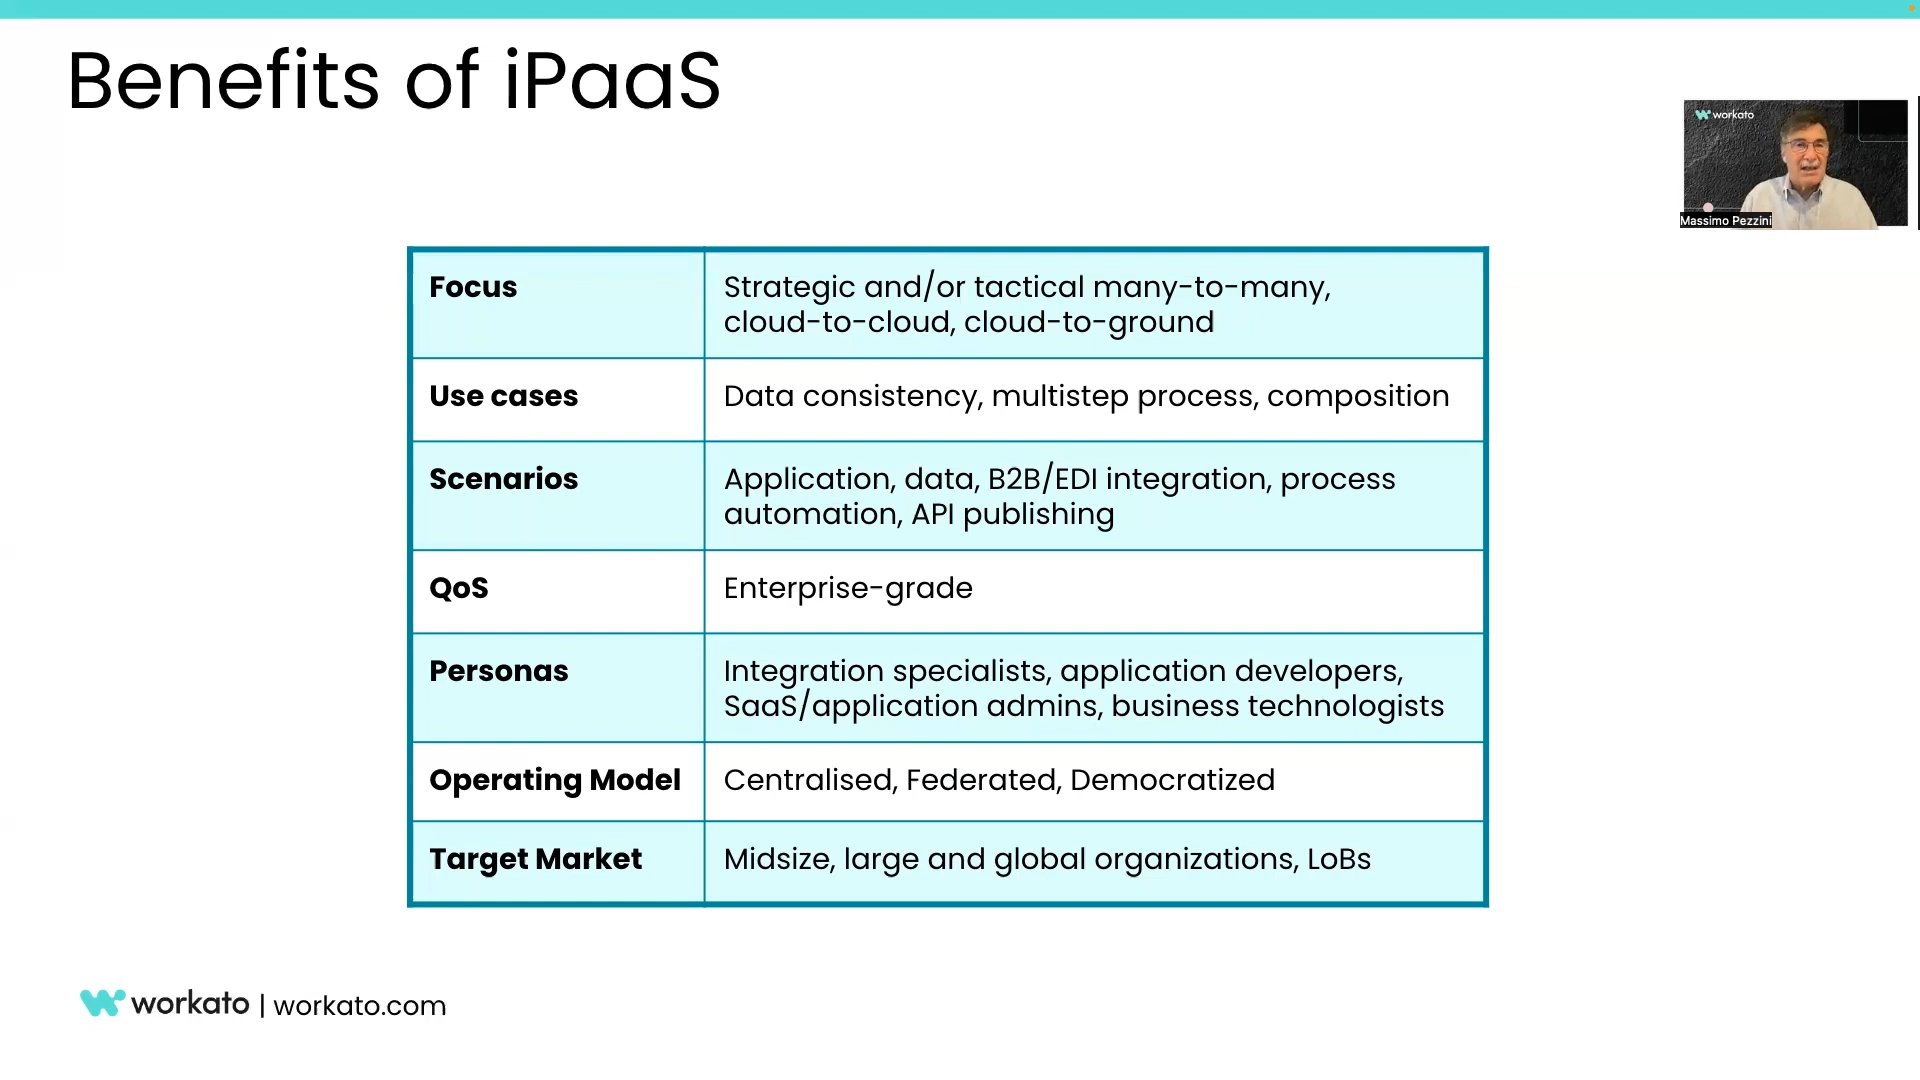 Benefits of iPaaS
workato
Massimo Pezzini
Focus
Strategic and/or tactical many-to-many,
cloud-to-cloud, cloud-to-ground
Use cases
Data consistency, multistep process, composition
Scenarios
Application, data, B2B/EDI integration, process
automation, API publishing
QoS
Enterprise-grade
Personas
Integration specialists, application developers,
SaaS/application admins, business technologists
Operating Model
Centralised, Federated, Democratized
Target Market
Midsize, large and global organizations, LoBs
workato | workato.com